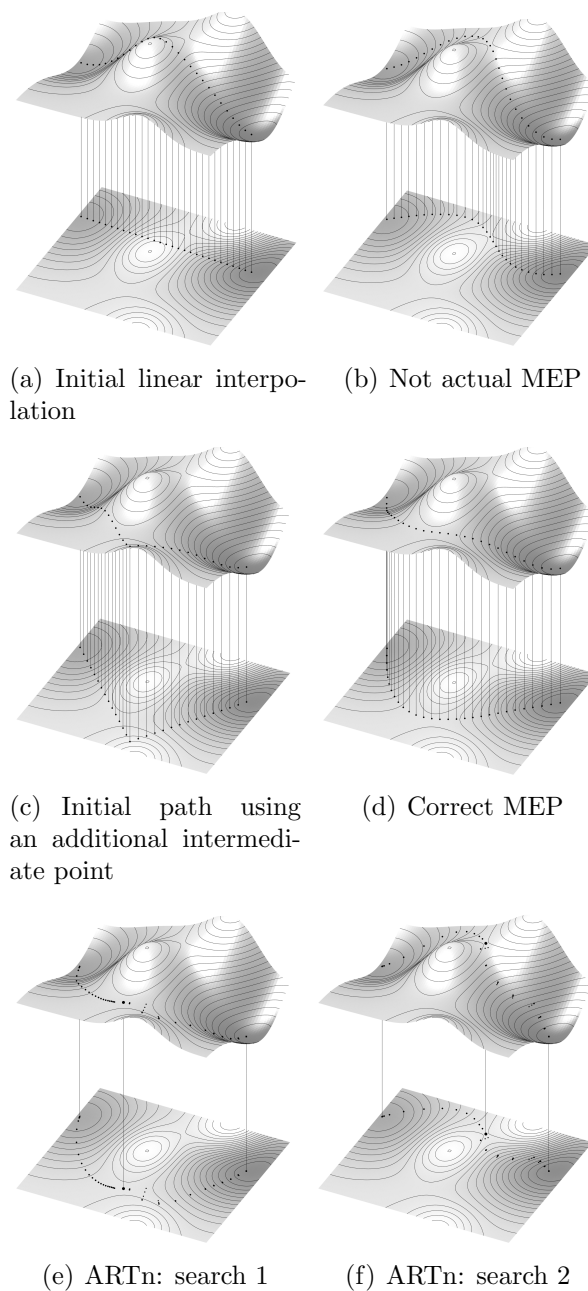 (a) Initial linear interpo-
lation
(b) Not actual MEP
(c) Initial path using
an additional intermedi-
ate point
(d) Correct MEP
(e) ARTn: search 1
(f) ARTn: search 2